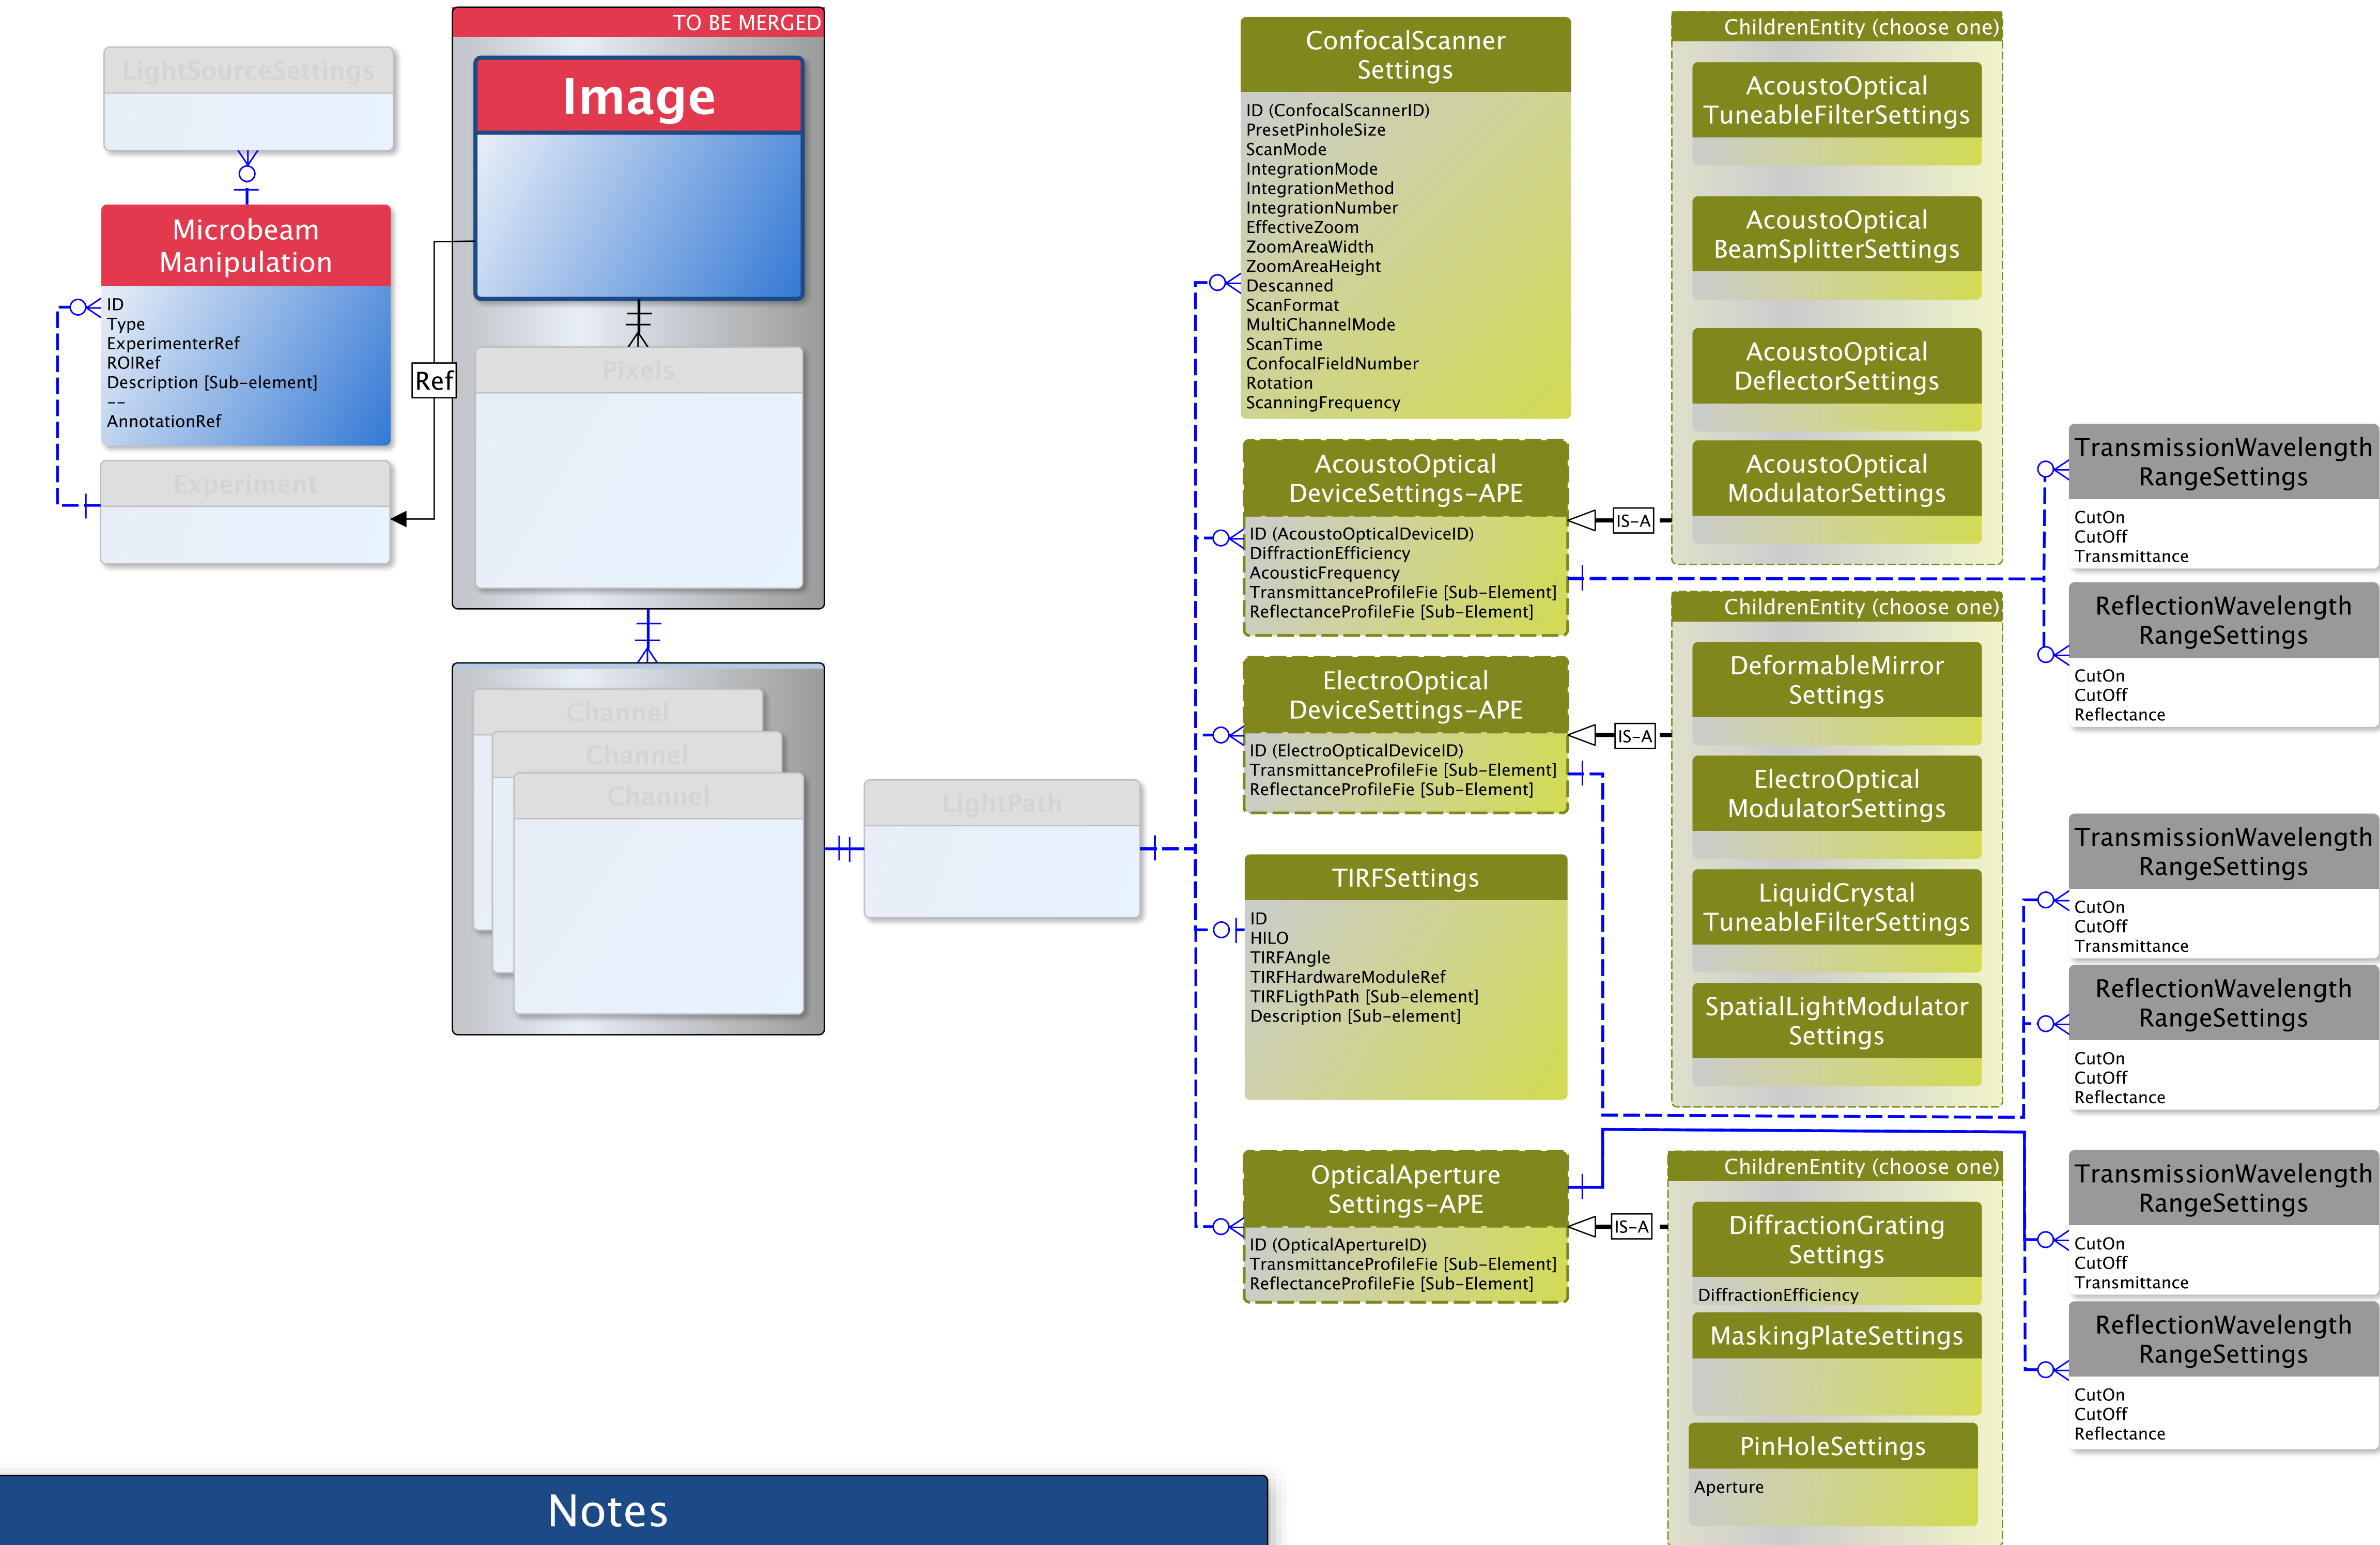 LightSourceSettings
Microbeam
Manipulation
ID
Type
ExperimenterRef
ROIRef
Description [Sub-element]
--
AnnotationRef
Experiment
TO BE MERGED
Image
Ref
Pixels
Channel
Channel
Channel
LightPath
ConfocalScanner
Settings
ID (ConfocalScannerID)
PresetPinholeSize
ScanMode
IntegrationMode
IntegrationMethod
IntegrationNumber
EffectiveZoom
ZoomAreaWidth
ZoomAreaHeight
Descanned
ScanFormat
MultiChannelMode
ScanTime
ConfocalFieldNumber
Rotation
ScanningFrequency
AcoustoOptical
DeviceSettings-APE
ID (AcoustoOpticalDeviceID)
DiffractionEfficiency
AcousticFrequency
TransmittanceProfileFie [Sub-Element]
ReflectanceProfileFie [Sub-Element]
IS-A
ElectroOptical
DeviceSettings-APE
ID (ElectroOpticalDeviceID)
TransmittanceProfileFie [Sub-Element]
ReflectanceProfileFie [Sub-Element]
IS-A
TIRFSettings
ID
HILO
TIRFAngle
TIRFHardwareModuleRef
TIRFLigthPath [Sub-element]
Description [Sub-element]
OpticalAperture
Settings-APE
ID (OpticalApertureID)
TransmittanceProfileFie [Sub-Element]
ReflectanceProfileFie [Sub-Element]
IS-A
ChildrenEntity (choose one)
AcoustoOptical
TuneableFilterSettings
AcoustoOptical
BeamSplitterSettings
AcoustoOptical
DeflectorSettings
AcoustoOptical
ModulatorSettings
ChildrenEntity (choose one)
DeformableMirror
Settings
ElectroOptical
ModulatorSettings
LiquidCrystal
TuneableFilterSettings
SpatialLightModulator
Settings
ChildrenEntity (choose one)
DiffractionGrating
Settings
DiffractionEfficiency
MaskingPlateSettings
PinHoleSettings
Aperture
TransmissionWavelength
RangeSettings
CutOn
CutOff
Transmittance
ReflectionWavelength
RangeSettings
CutOn
CutOff
Reflectance
TransmissionWavelength
RangeSettings
CutOn
CutOff
Transmittance
ReflectionWavelength
RangeSettings
CutOn
CutOff
Reflectance
TransmissionWavelength
RangeSettings
CutOn
CutOff
Transmittance
ReflectionWavelength
RangeSettings
CutOn
CutOff
Reflectance
Notes